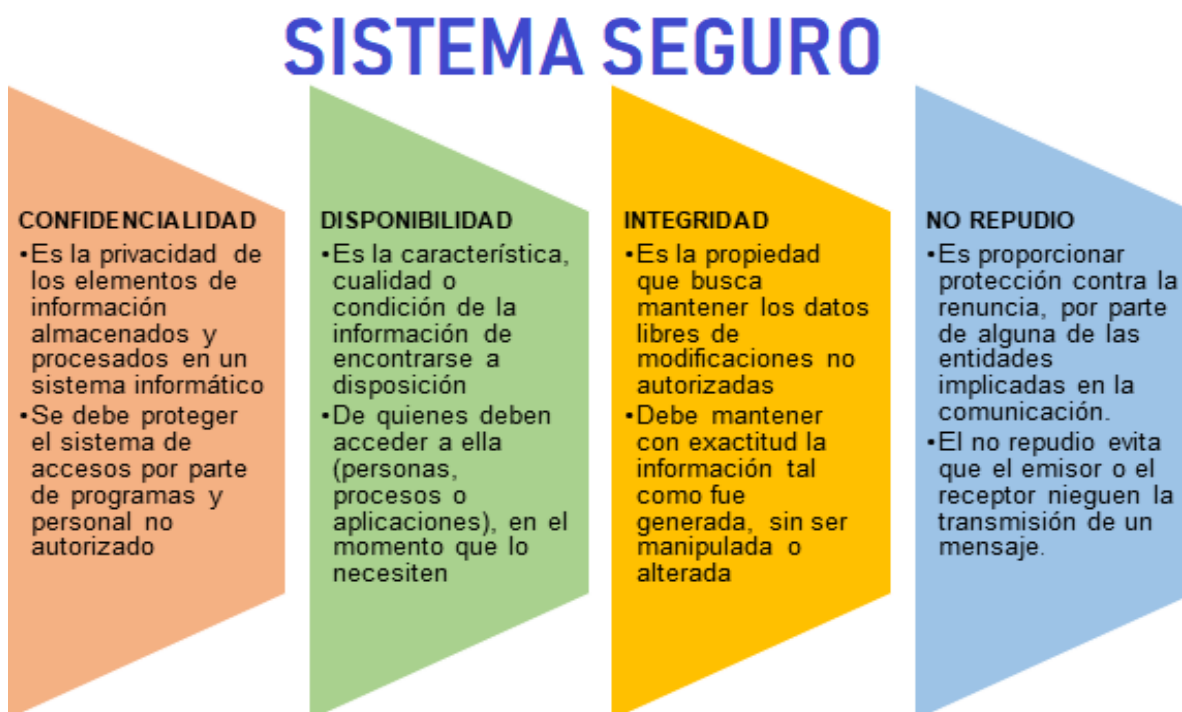 SISTEMA SEGURO
CONFIDENCIALIDAD
•Es la privacidad de
los elementos de
información
almacenados y
procesados en un
sistema informático
•Se debe proteger
el sistema de
accesos por parte
de programas y
personal no
autorizado
DISPONIBILIDAD
•Es la característica,
cualidad o
condición de la
información de
encontrarse a
disposición
•De quienes deben
acceder a ella
(personas,
procesos o
aplicaciones), en el
momento que lo
necesiten
INTEGRIDAD
•Es la propiedad
que busca
mantener los datos
libres de
modificaciones no
autorizadas
•Debe mantener
con exactitud la
información tal
como fue
generada, sin ser
manipulada o
alterada
NO REPUDIO
•Es proporcionar
protección contra la
renuncia, por parte
de alguna de las
entidades
implicadas en la
comunicación.
•El no repudio evita
que el emisor o el
receptor nieguen la
transmisión de un
mensaje.